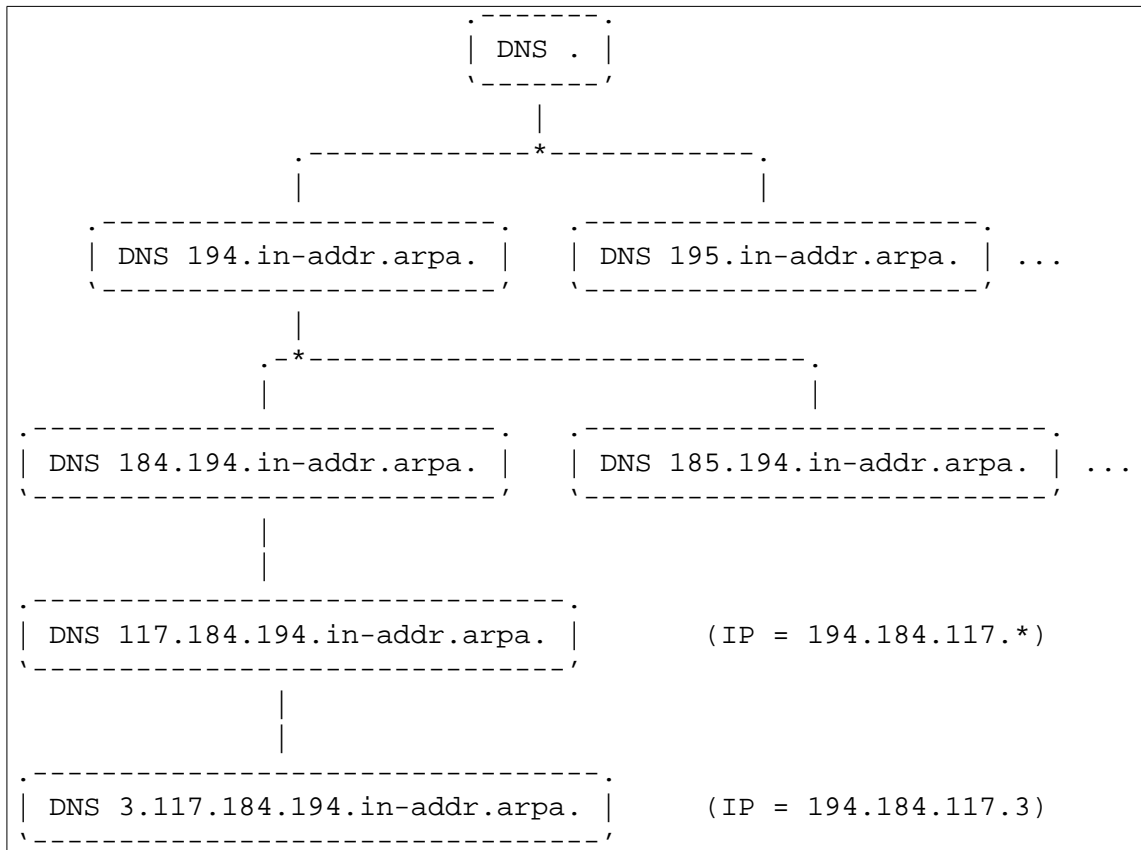 DNS .
DNS 194.in-addr.arpa. DNS 195.in-addr.arpa. ...
DNS 184.194.in-addr.arpa. DNS 185.194.in-addr.arpa. ...
DNS 117.184.194.in-addr.arpa. (IP = 194.184.117.*)
DNS 3.117.184.194.in-addr.arpa. (IP = 194.184.117.3)